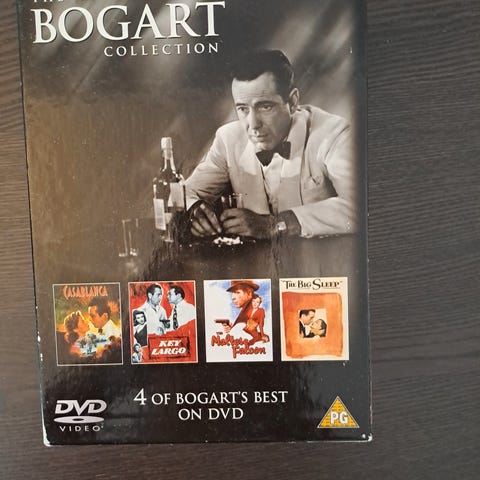 THE
BOGART
COLLECTION
CASABLANCA
KEY
LARGO
The
Maltese
Falcon
THE BIG SLEEP
4 OF BOGART'S BEST
ON DVD
DVD
VIDEO
PG